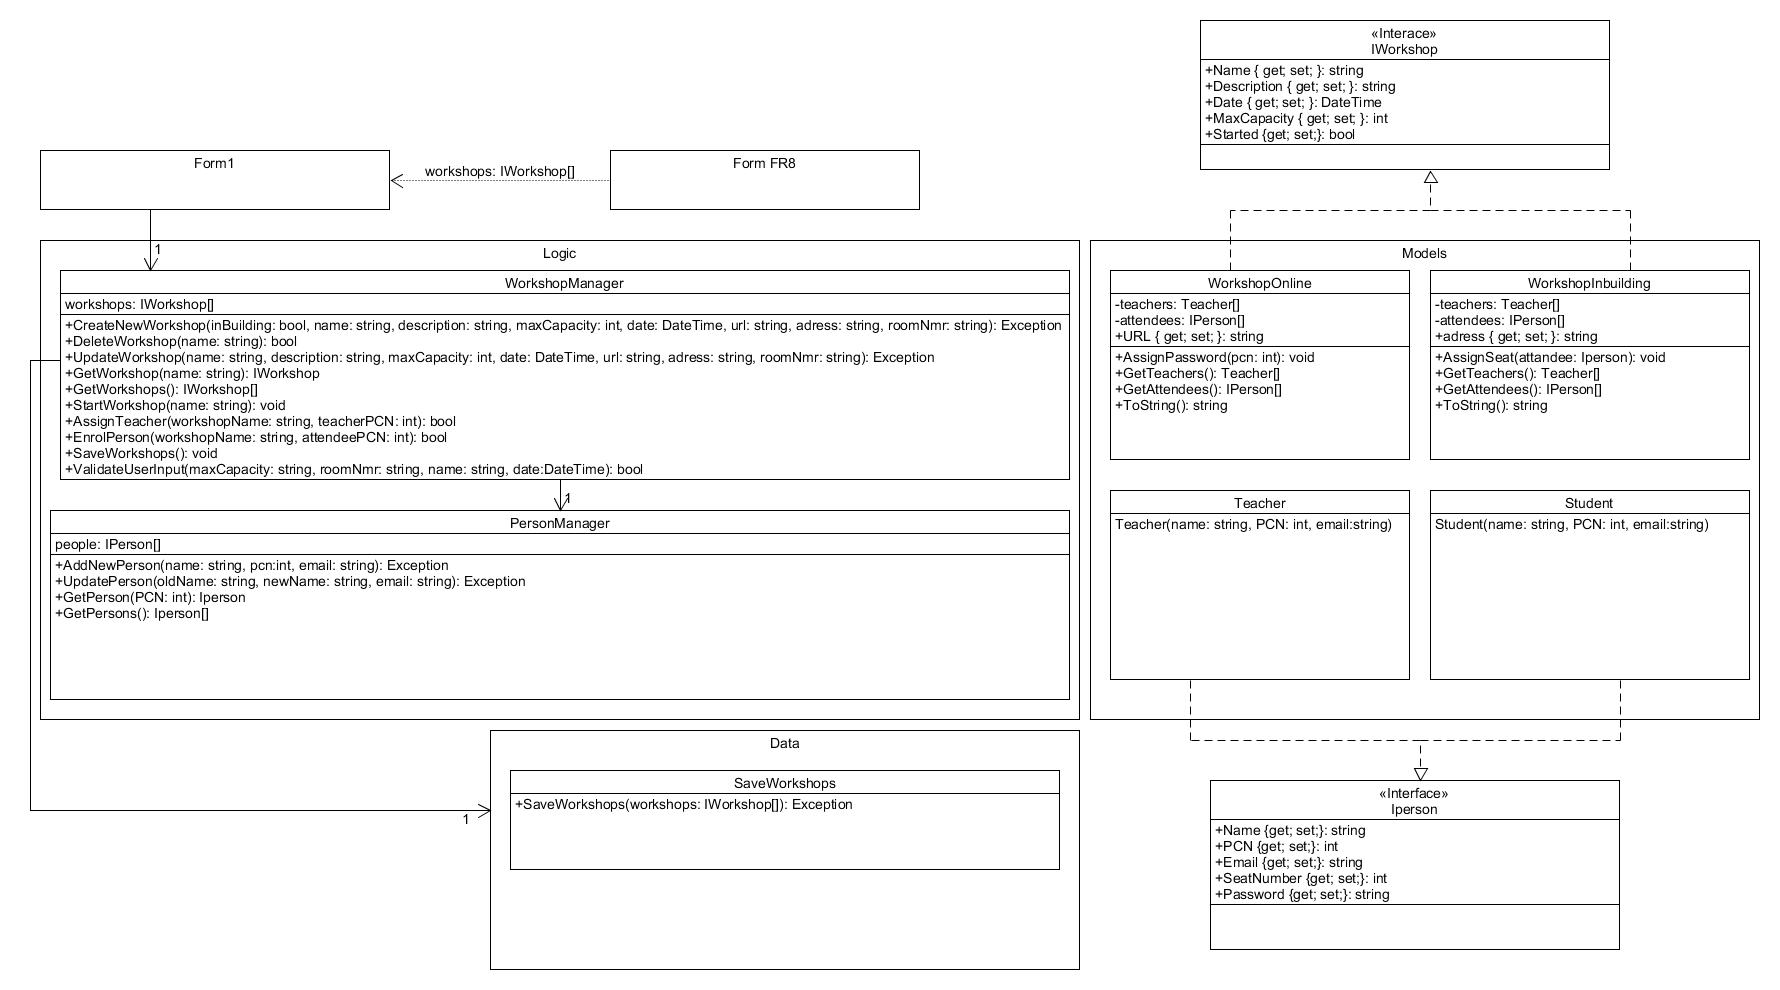 «Interace»
IWorkshop
+Name { get; set; }: string
+Description { get; set; }: string
+Date { get; set; }: DateTime
+MaxCapacity { get; set; }: int
+Started {get; set;}: bool
Form1
workshops: IWorkshop[]
Form FR8
1
Logic
WorkshopManager
workshops: IWorkshop[]
+CreateNewWorkshop(inBuilding: bool, name: string, description: string, maxCapacity: int, date: DateTime, url: string, adress: string, roomNmr: string): Exception
+DeleteWorkshop(name: string): bool
+UpdateWorkshop(name: string, description: string, maxCapacity: int, date: DateTime, url: string, adress: string, roomNmr: string): Exception
+GetWorkshop(name: string): IWorkshop
+GetWorkshops(): IWorkshop[]
+StartWorkshop(name: string): void
+AssignTeacher(workshopName: string, teacherPCN: int): bool
+EnrolPerson(workshopName: string, attendeePCN: int): bool
+SaveWorkshops(): void
+ValidateUserInput(maxCapacity: string, roomNmr: string, name: string, date:DateTime): bool
1
PersonManager
people: IPerson[]
+AddNewPerson(name: string, pcn:int, email: string): Exception
+UpdatePerson(oldName: string, newName: string, email: string): Exception
+GetPerson(PCN: int): Iperson
+GetPersons(): Iperson[]
Models
WorkshopOnline
-teachers: Teacher[]
-attendees: IPerson[]
+URL { get; set; }: string
+AssignPassword(pcn: int): void
+GetTeachers(): Teacher[]
+GetAttendees(): IPerson[]
+ToString(): string
WorkshopInbuilding
-teachers: Teacher[]
-attendees: IPerson[]
+adress { get; set; }: string
+AssignSeat(attandee: Iperson): void
+GetTeachers(): Teacher[]
+GetAttendees(): IPerson[]
+ToString(): string
Teacher
Teacher(name: string, PCN: int, email:string)
Student
Student(name: string, PCN: int, email:string)
Data
SaveWorkshops
+SaveWorkshops(workshops: IWorkshop[]): Exception
1
«Interface»
Iperson
+Name {get; set;}: string
+PCN {get; set;}: int
+Email {get; set;}: string
+SeatNumber {get; set;}: int
+Password {get; set;}: string